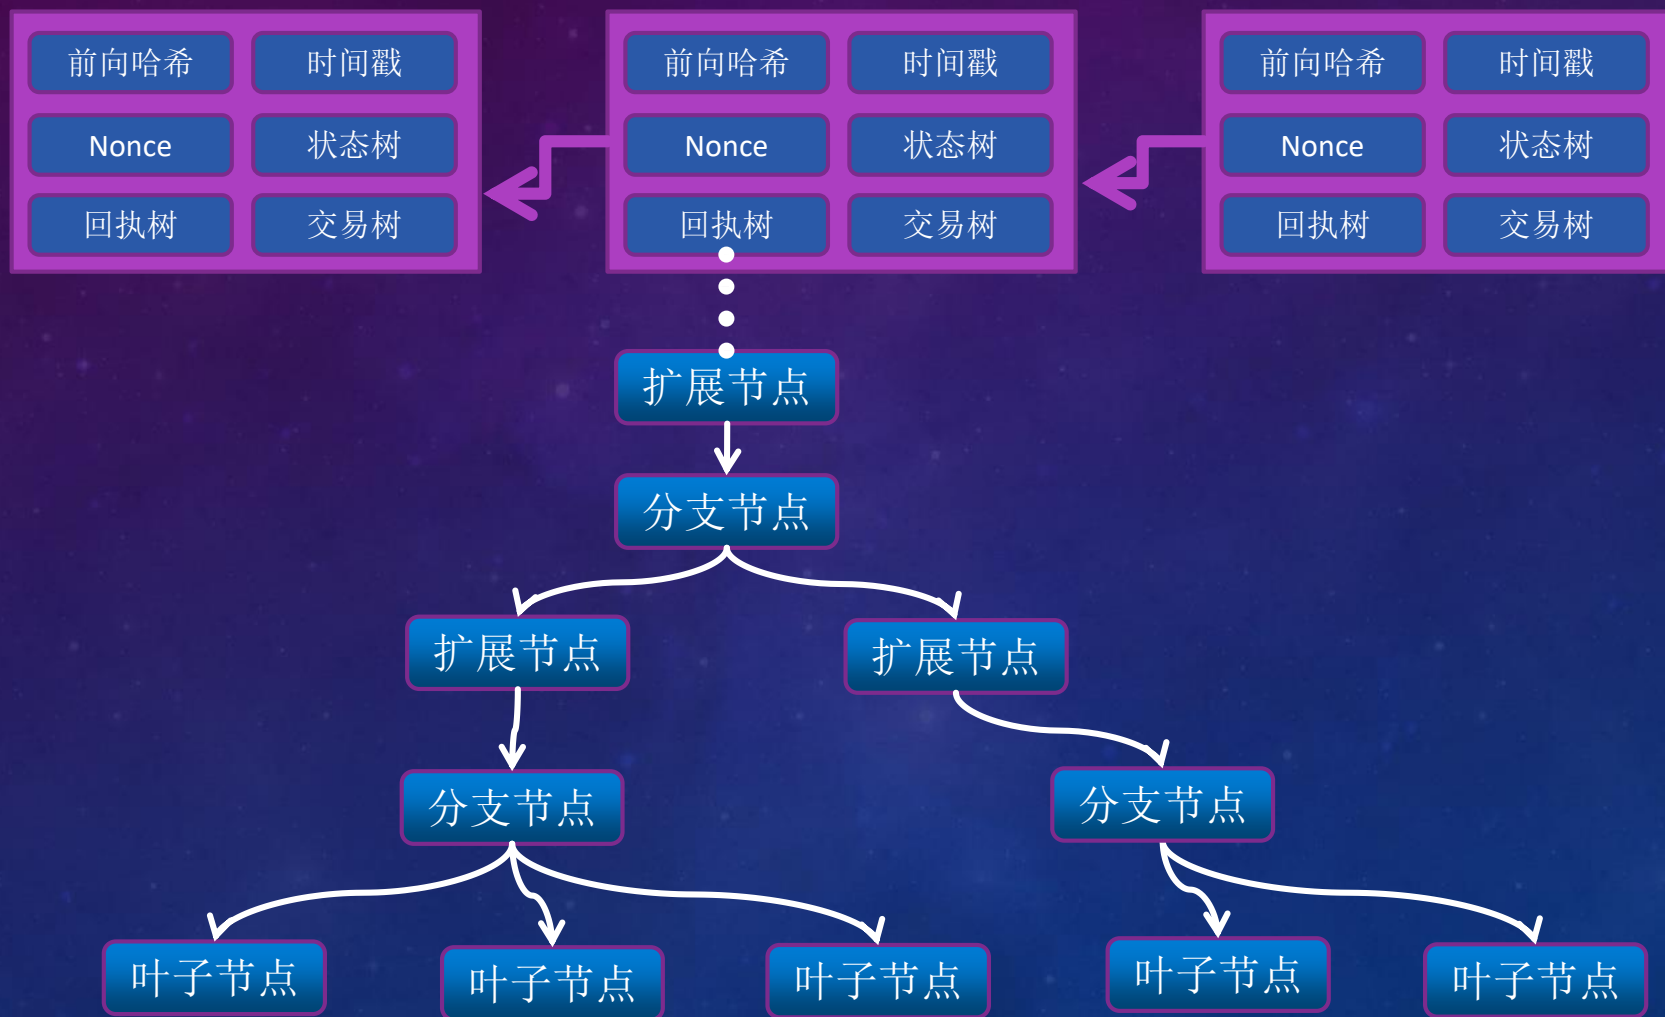 前向哈希 时间戳
Nonce 状态树
回执树 交易树
前向哈希 时间戳
Nonce 状态树
回执树 交易树
前向哈希 时间戳
Nonce 状态树
回执树 交易树
扩展节点
分支节点
扩展节点 扩展节点
分支节点 分支节点
叶子节点 叶子节点 叶子节点 叶子节点 叶子节点